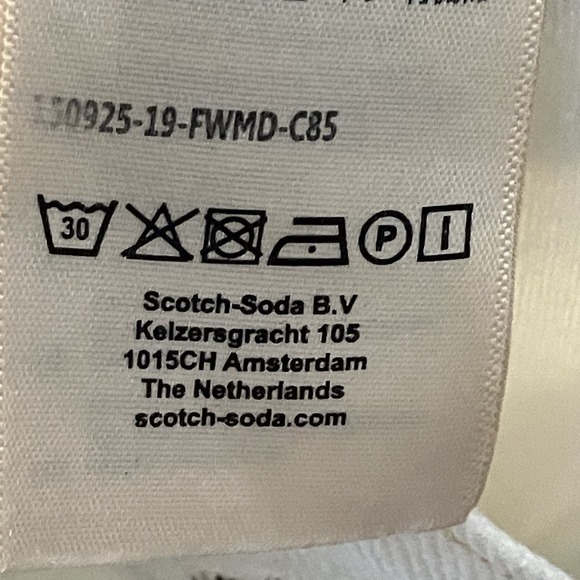 0925-19-FWMD-C85
30 P
Scotch-Soda B.V
Keizersgracht 105
1015CH Amsterdam
The Netherlands
scotch-soda.com